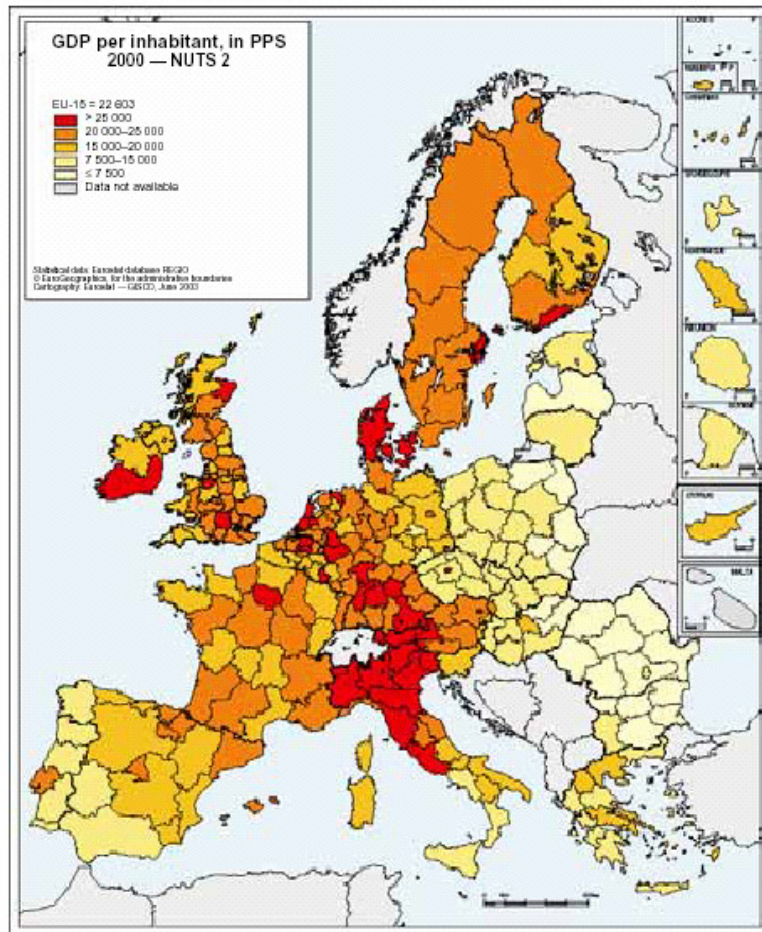 GDP per inhabitant, in PPS
2000 — NUTS 2
EU-15 = 22 603
> 25 000
20 000–25 000
15 000–20 000
7 500–15 000
≤ 7 500
Data not available
Statistical data: Eurostat database REGIO
© EuroGeographics, for the administrative boundaries
Cartography: Eurostat — GISCO, June 2003